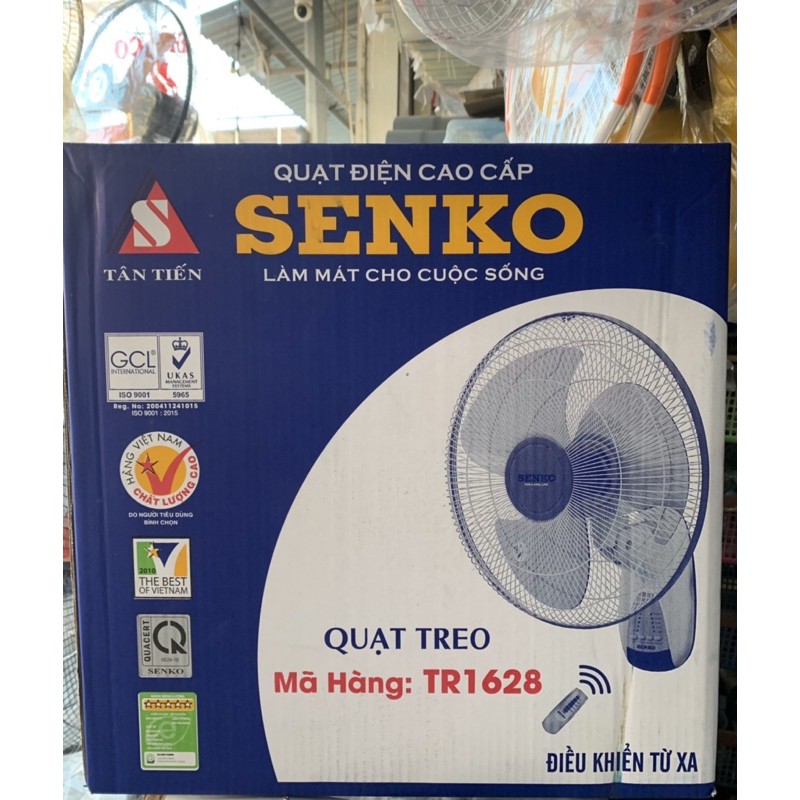 QUẠT ĐIỆN CAO CẤP
SENKO
LÀM MÁT CHO CUỘC SỐNG
S
TÂN TIẾN
GCL
INTERNATIONAL
UKAS
MANAGEMENT
SYSTEMS
ISO 9001
5965
Reg. No: 200411241015
ISO 9001 : 2015
HÀNG VIỆT NAM
CHẤT LƯỢNG CAO
DO NGƯỜI TIÊU DÙNG
BÌNH CHỌN
2010
THE BEST
OF VIETNAM
QUACERT
SENKO
SENKO
SENKO
QUẠT TREO
Mã Hàng: TR1628
ĐIỀU KHIỂN TỪ XA